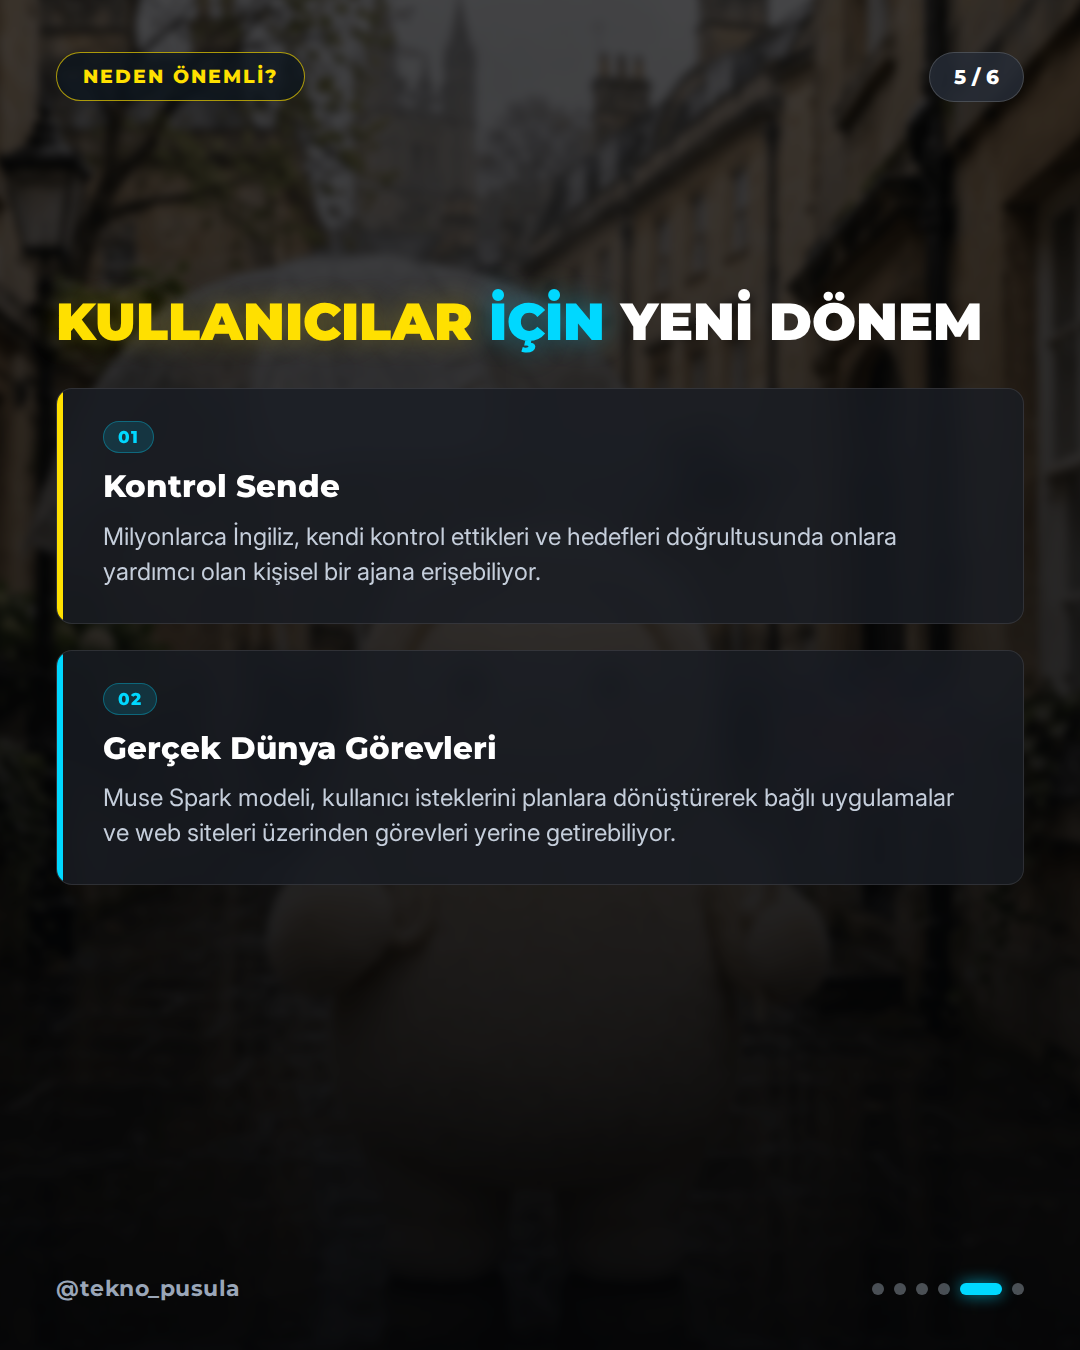 NEDEN ÖNEMLİ?
5 / 6
KULLANICILAR İÇİN YENİ DÖNEM
01
Kontrol Sende
Milyonlarca İngiliz, kendi kontrol ettikleri ve hedefleri doğrultusunda onlara
yardımcı olan kişisel bir ajana erişebiliyor.
02
Gerçek Dünya Görevleri
Muse Spark modeli, kullanıcı isteklerini planlara dönüştürerek bağlı uygulamalar
ve web siteleri üzerinden görevleri yerine getirebiliyor.
@tekno_pusula